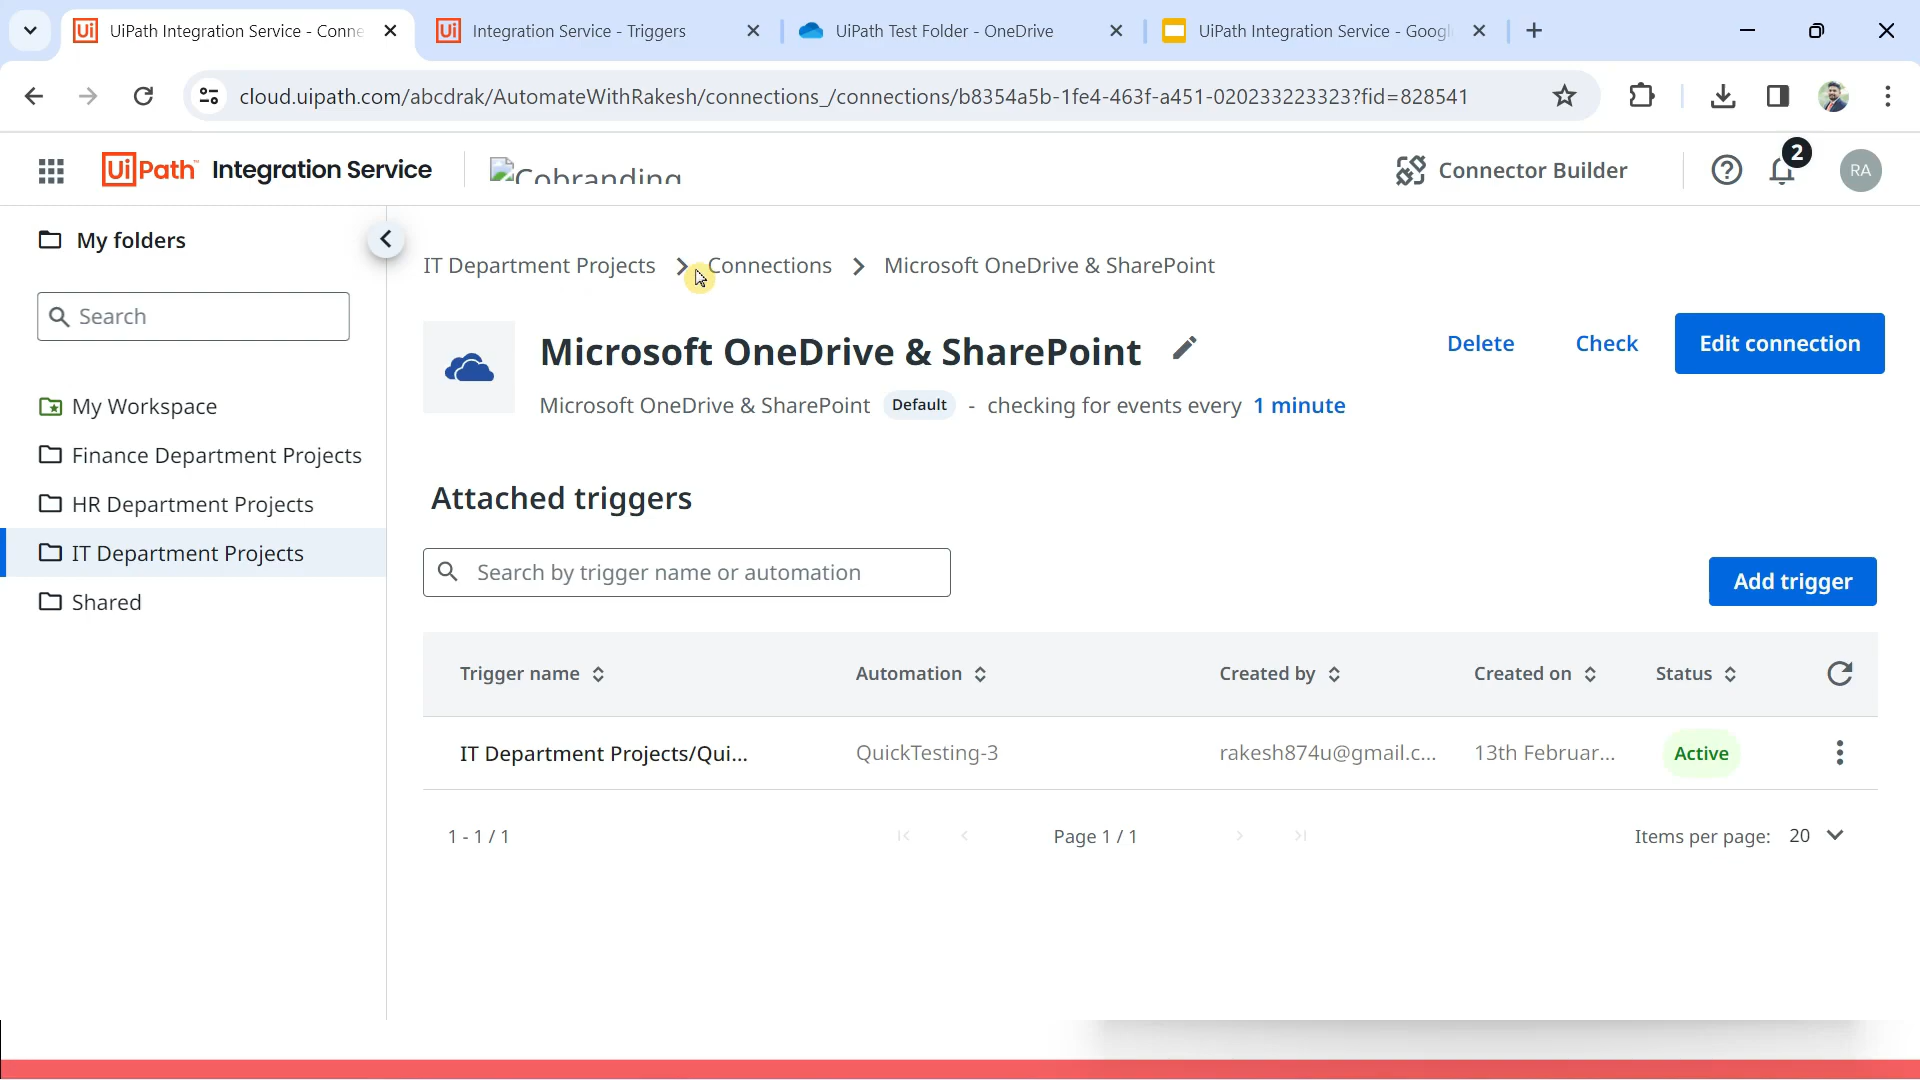 UiPath Integration Service - Conne
Integration Service - Triggers
UiPath Test Folder - OneDrive
UiPath Integration Service - Googl
cloud.uipath.com/abcdrak/AutomateWithRakesh/connections_/connections/b8354a5b-1fe4-463f-a451-020233223323?fid=828541
UiPath™ Integration Service
Cobranding
Connector Builder
2
RA
My folders
Search
My Workspace
Finance Department Projects
HR Department Projects
IT Department Projects
Shared
IT Department Projects > Connections > Microsoft OneDrive & SharePoint
Microsoft OneDrive & SharePoint
Delete
Check
Edit connection
Microsoft OneDrive & SharePoint Default - checking for events every 1 minute
Attached triggers
Search by trigger name or automation
Add trigger
Trigger name Automation Created by Created on Status
IT Department Projects/Qui... QuickTesting-3 rakesh874u@gmail.c... 13th Februar... Active
1 - 1 / 1 Page 1 / 1 Items per page: 20